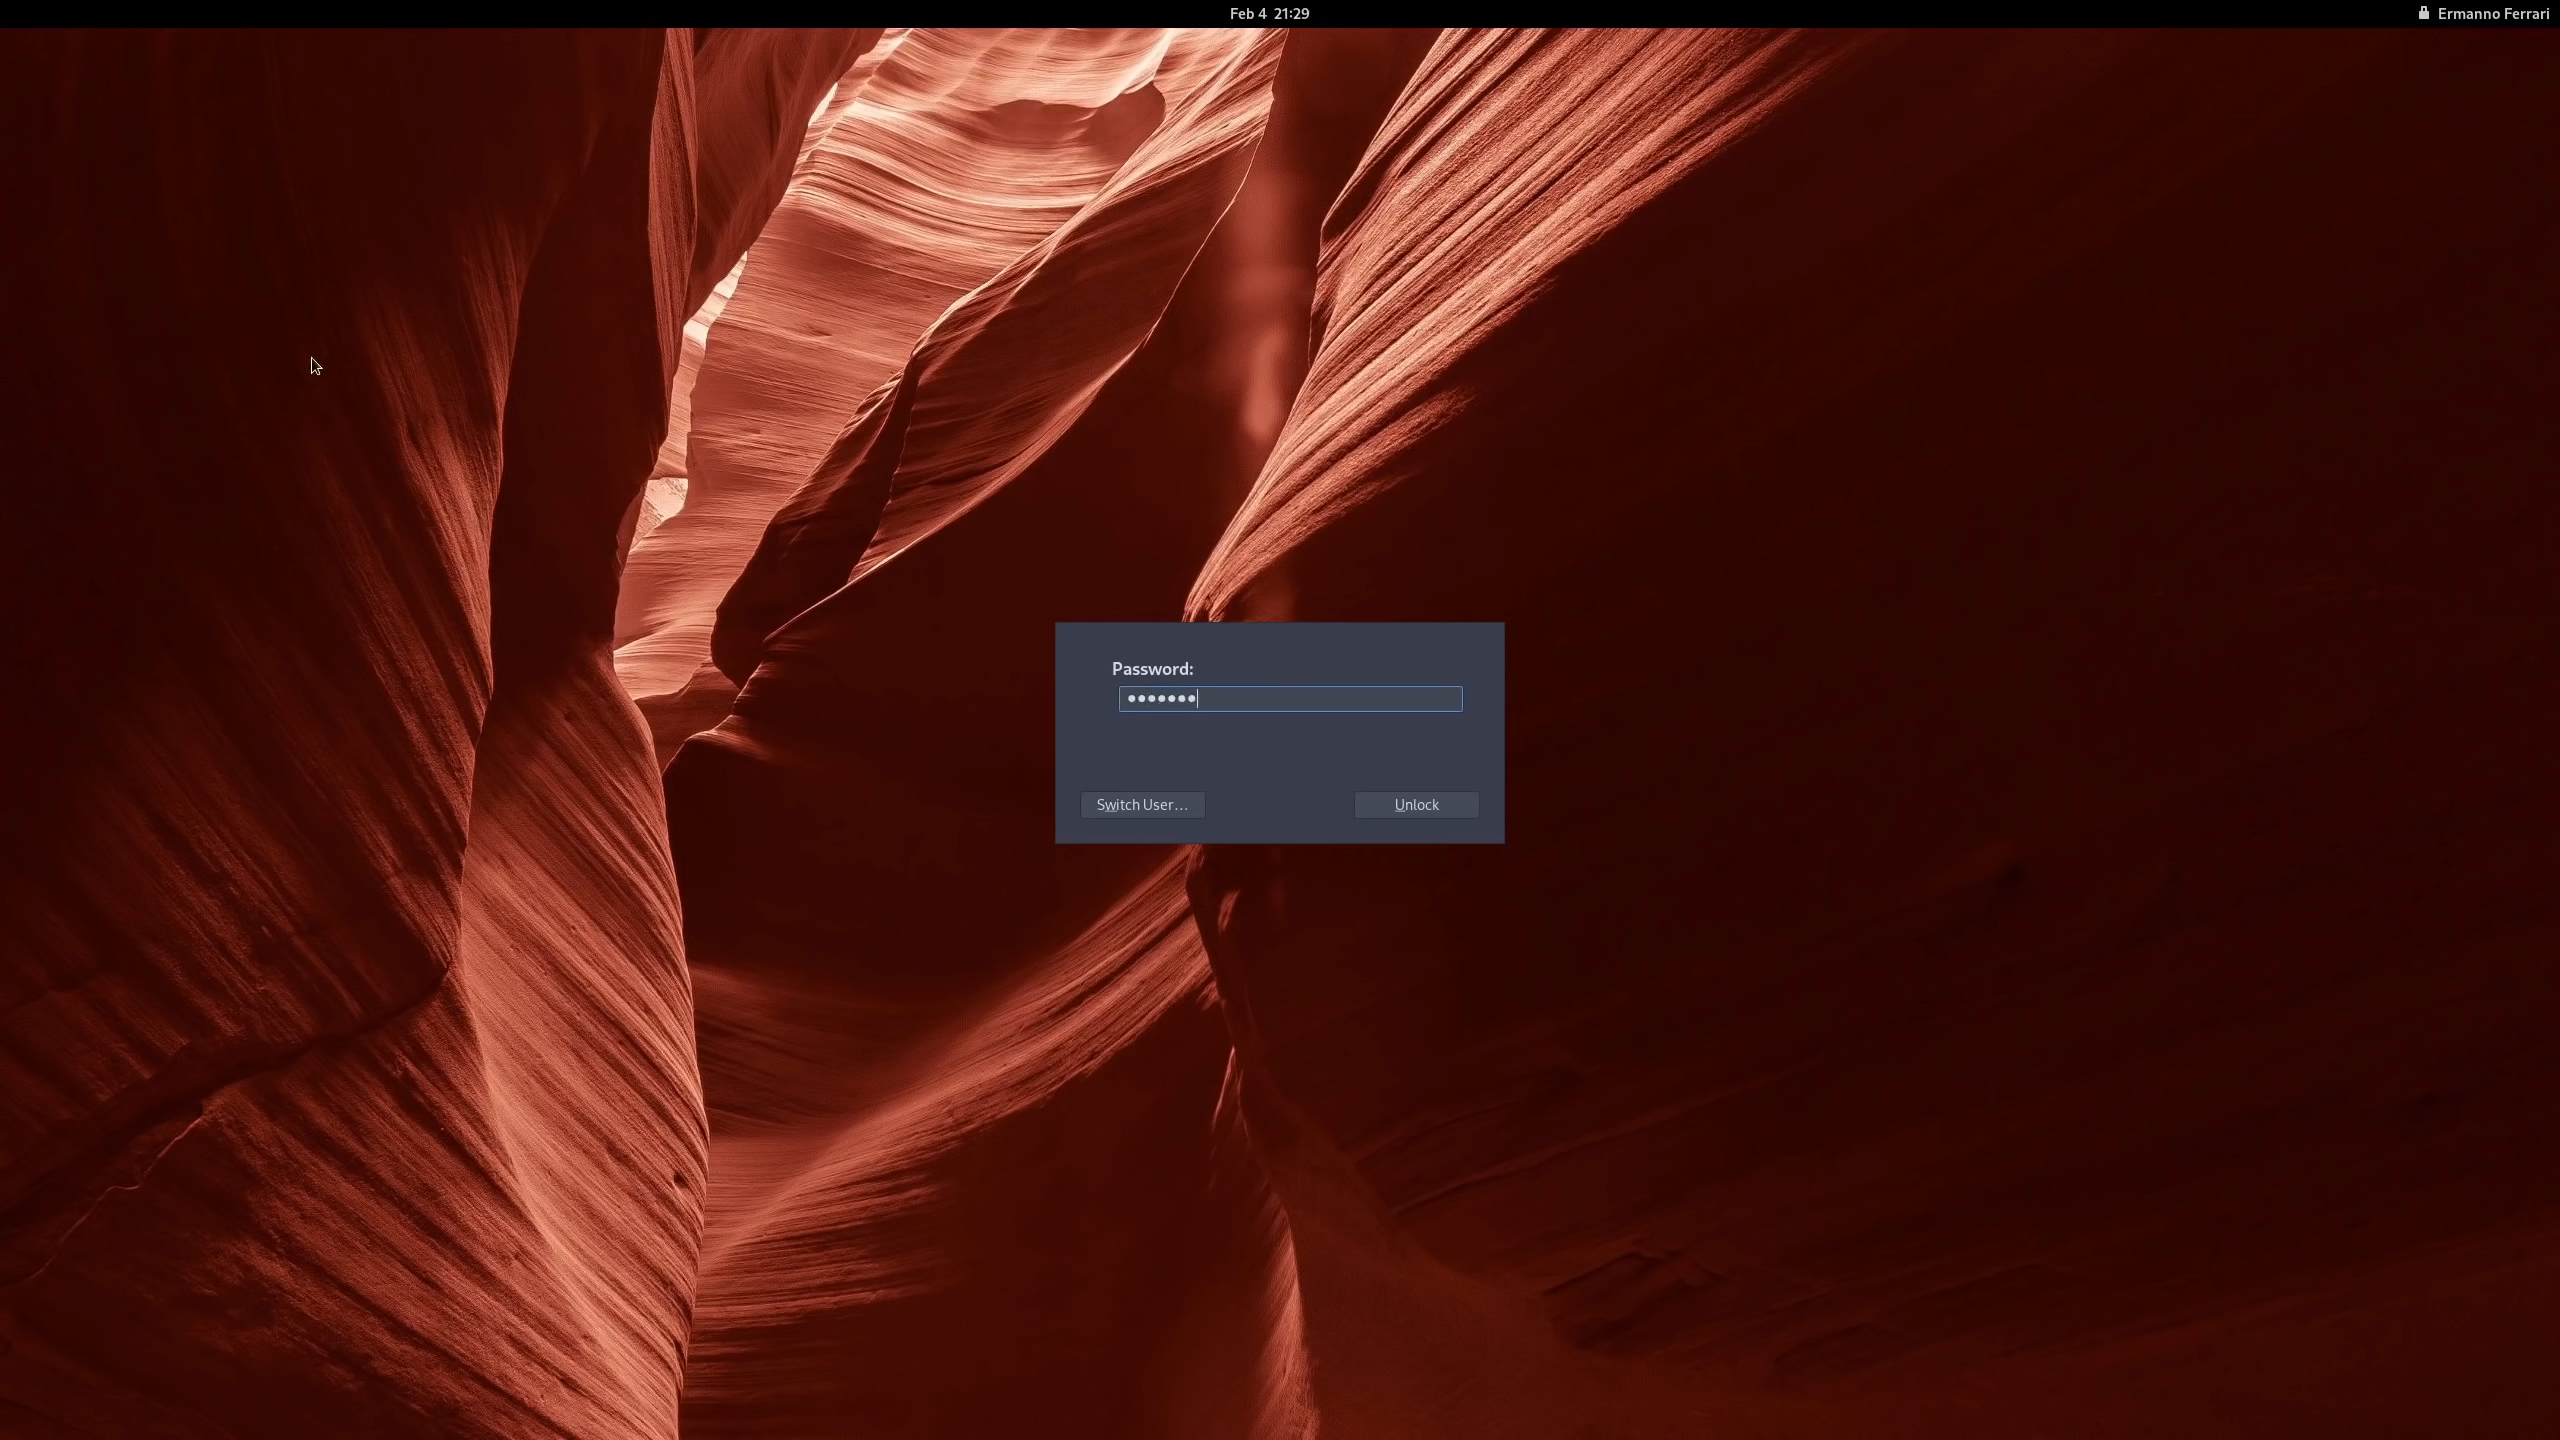 Feb 4 21:29
Ermanno Ferrari
Password:
●●●●●●●
Switch User...
Unlock